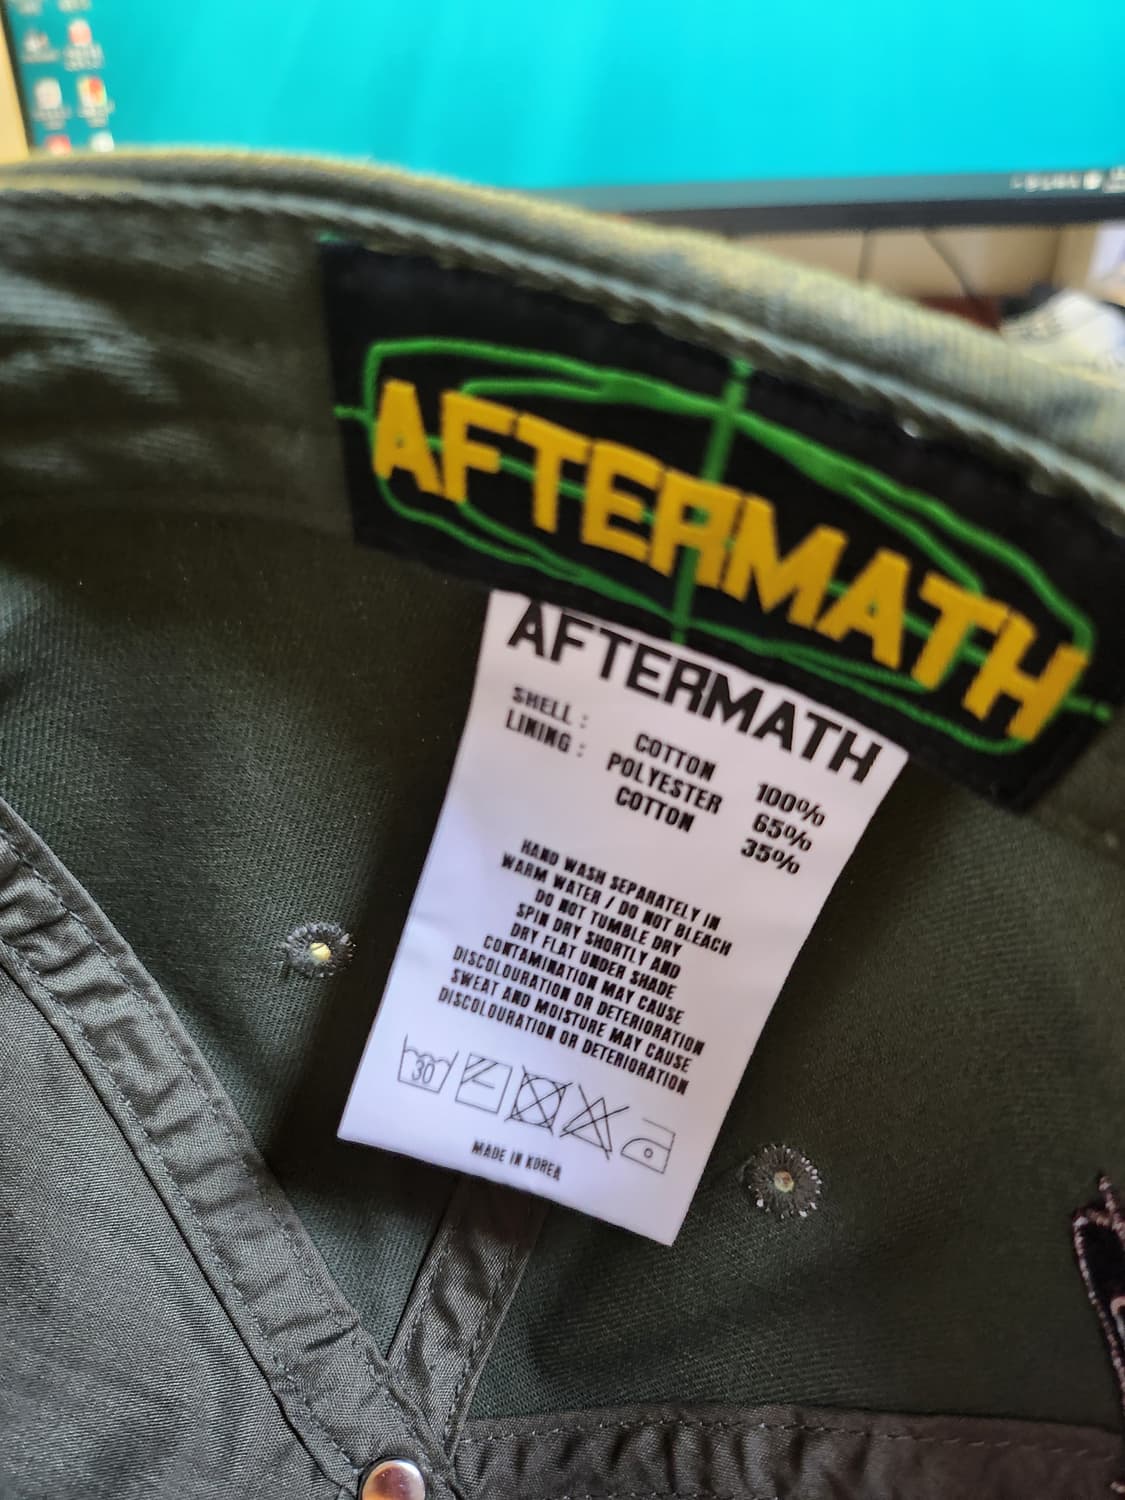 AFTERMATH
AFTERMATH
SHELL : COTTON 100%
LINING : POLYESTER 65%
COTTON 35%
HAND WASH SEPARATELY IN
WARM WATER / DO NOT BLEACH
DO NOT TUMBLE DRY
SPIN DRY SHORTLY AND
DRY FLAT UNDER SHADE
CONTAMINATION MAY CAUSE
DISCOLOURATION OR DETERIORATION
SWEAT AND MOISTURE MAY CAUSE
DISCOLOURATION OR DETERIORATION
30
MADE IN KOREA